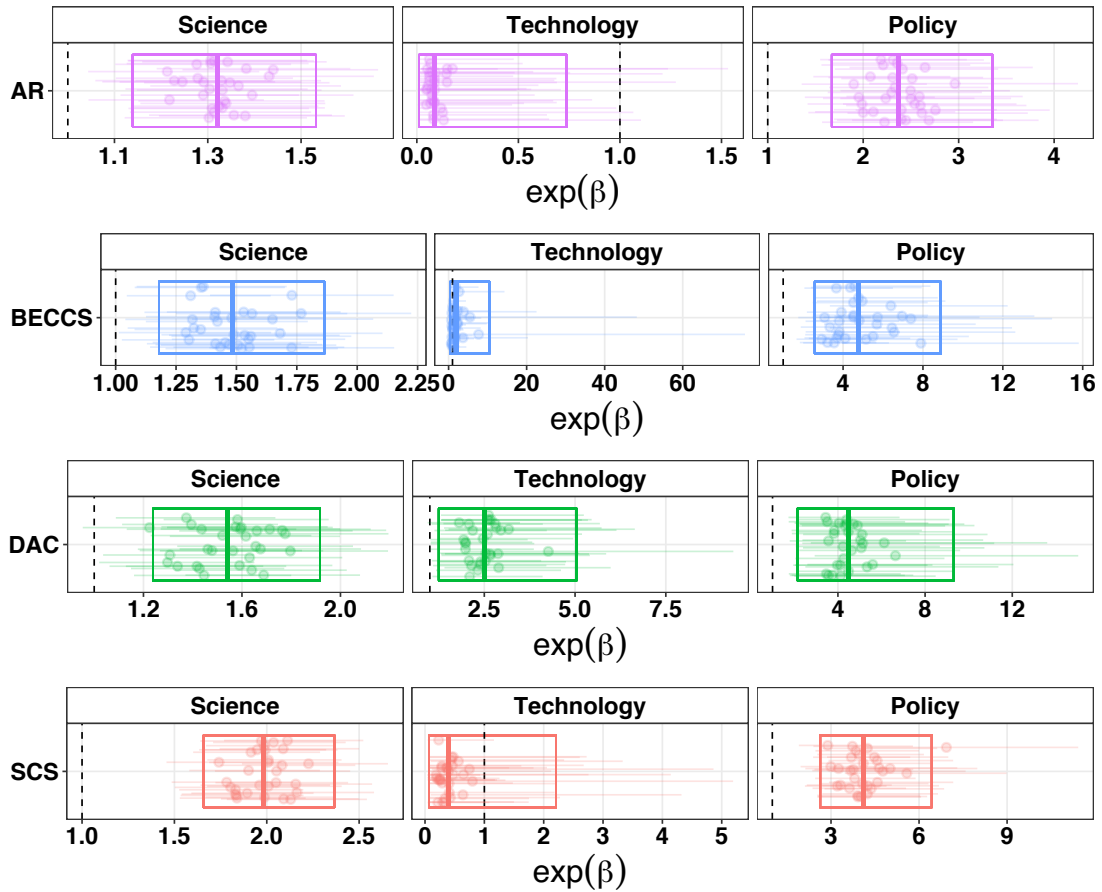 Science Technology Policy
AR
1.1 1.3 1.5 0.0 0.5 1.0 1.5 1 2 3 4
exp(β)
Science Technology Policy
BECCS
1.00 1.25 1.50 1.75 2.00 2.25 0 20 40 60 4 8 12 16
exp(β)
Science Technology Policy
DAC
1.2 1.6 2.0 2.5 5.0 7.5 4 8 12
exp(β)
Science Technology Policy
SCS
1.0 1.5 2.0 2.5 0 1 2 3 4 5 3 6 9
exp(β)